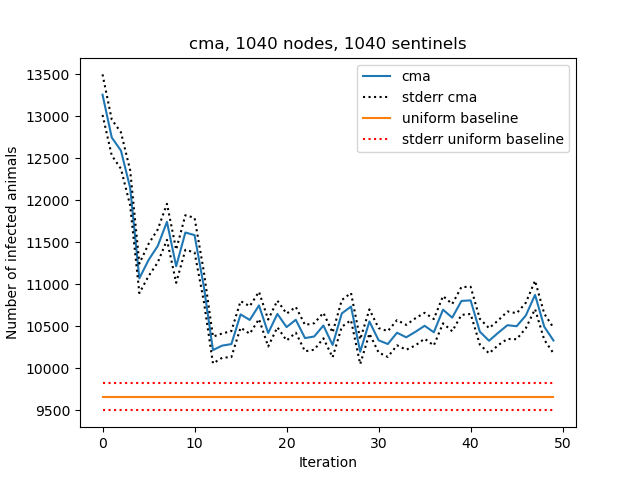 cma, 1040 nodes, 1040 sentinels
cma
stderr cma
uniform baseline
stderr uniform baseline
Number of infected animals
13500
13000
12500
12000
11500
11000
10500
10000
9500
0 10 20 30 40 50
Iteration